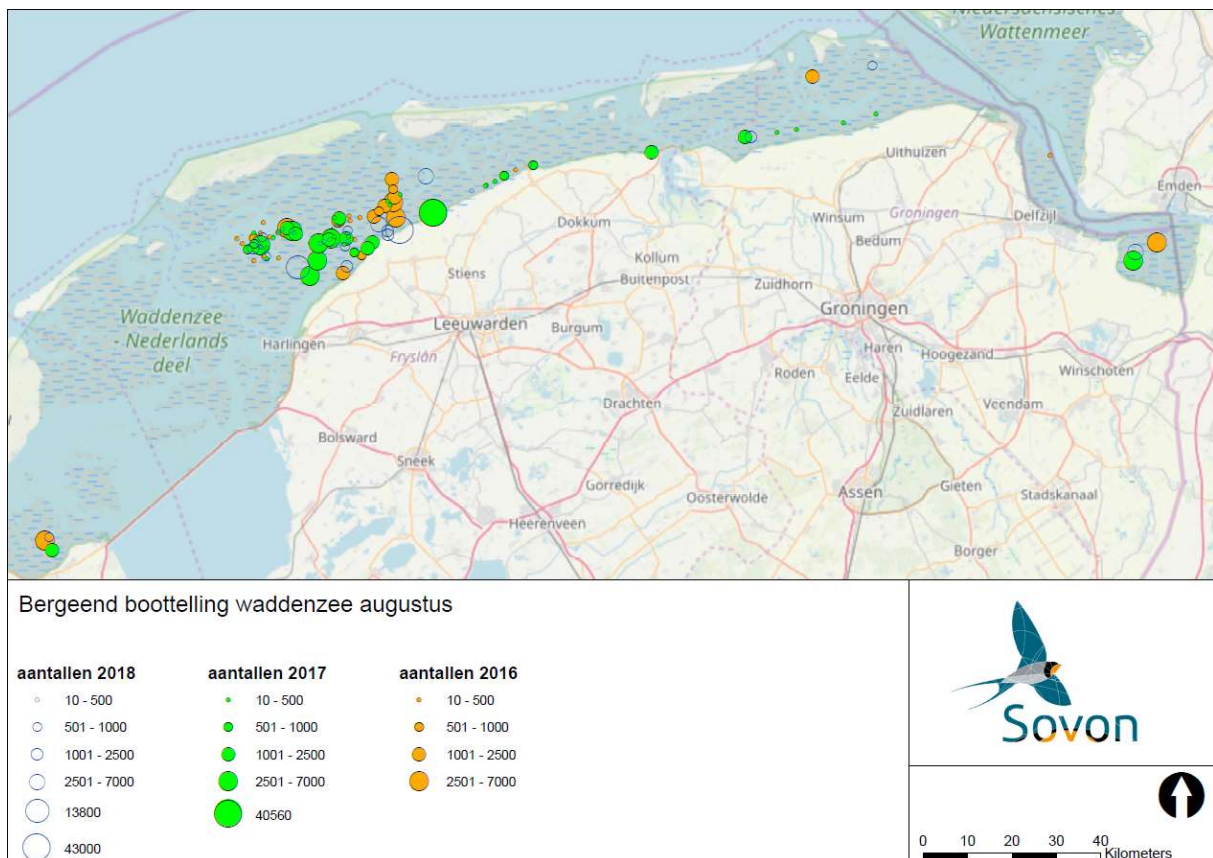 Niedersächsisches
Wattenmeer
Uithuizen
Emden
Delfzijl
Dokkum
Winsum
Groningen
Bedum
Kollum
Stiens
Buitenpost
Zuidhorn
Waddenzee
- Nederlands
deel
Leeuwarden
Burgum
Groningen
Harlingen
Fryslân
Haren
Hoogezand
Roden
Eelde
Winschoten
Drachten
Zuidlaren
Veendam
Bolsward
Sneek
Gorredijk
Oosterwolde
Assen
Gieten
Stadskanaal
Heerenveen
Borger
Bergeend boottelling waddenzee augustus
aantallen 2018
10 - 500
501 - 1000
1001 - 2500
2501 - 7000
13800
43000
aantallen 2017
10 - 500
501 - 1000
1001 - 2500
2501 - 7000
40560
aantallen 2016
10 - 500
501 - 1000
1001 - 2500
2501 - 7000
Sovon
0 10 20 30 40
Kilometers